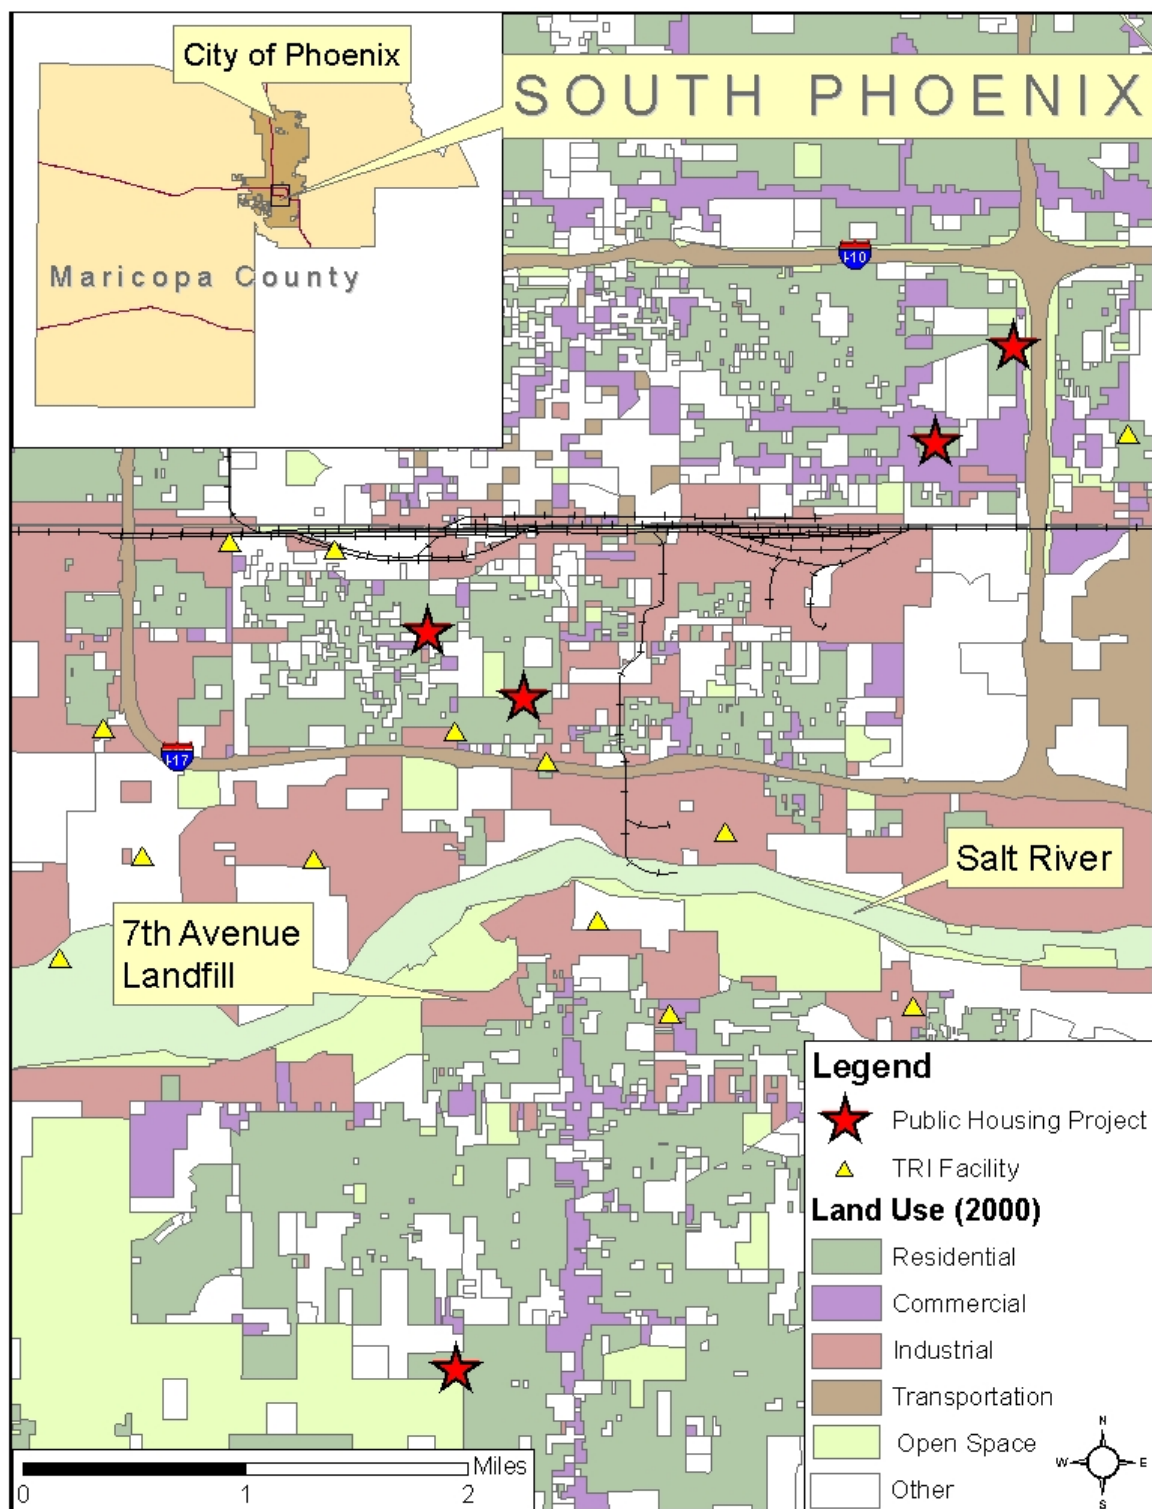 City of Phoenix
SOUTH PHOENIX
Maricopa County
I-10
I-17
Salt River
7th Avenue
Landfill
Legend
Public Housing Project
TRI Facility
Land Use (2000)
Residential
Commercial
Industrial
Transportation
Open Space
Other
N
W E
S
Miles
0 1 2